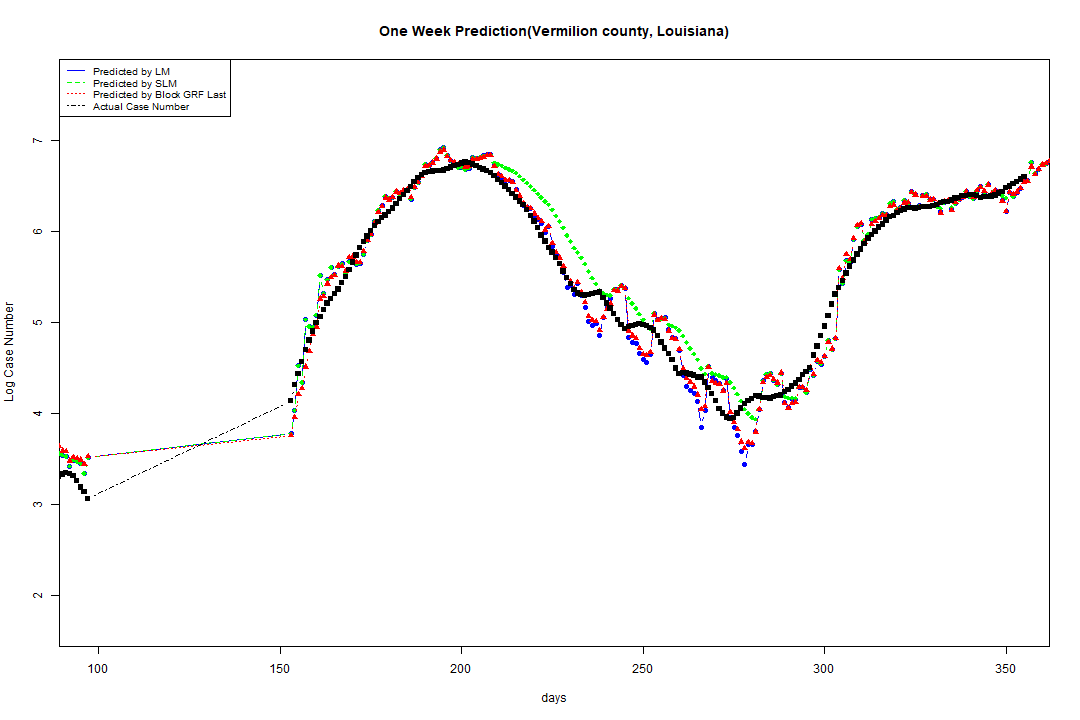 One Week Prediction(Vermilion county, Louisiana)
Predicted by LM
Predicted by SLM
Predicted by Block GRF Last
Actual Case Number
7
6
5
4
3
2
Log Case Number
100 150 200 250 300 350
days